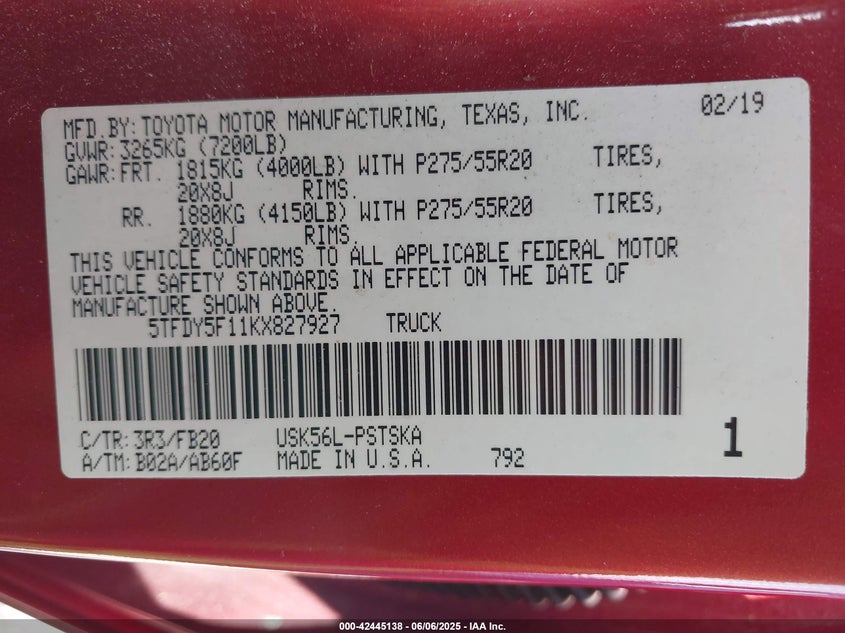 MFD.BY: TOYOTA MOTOR MANUFACTURING, TEXAS, INC. 02/19
GVWR: 3265KG (7200LB)
GAWR: FRT. 1815KG (4000LB) WITH P275/55R20 TIRES,
20X8J RIMS.
RR. 1880KG (4150LB) WITH P275/55R20 TIRES,
20X8J RIMS.
THIS VEHICLE CONFORMS TO ALL APPLICABLE FEDERAL MOTOR
VEHICLE SAFETY STANDARDS IN EFFECT ON THE DATE OF
MANUFACTURE SHOWN ABOVE.
5TFDY5F11KX827927 TRUCK
C/TR: 3R3/FB20 USK56L-PSTSKA
A/TM: B02A/AB60F MADE IN U.S.A. 792 1
000-42445138 - 06/06/2025 - IAA Inc.